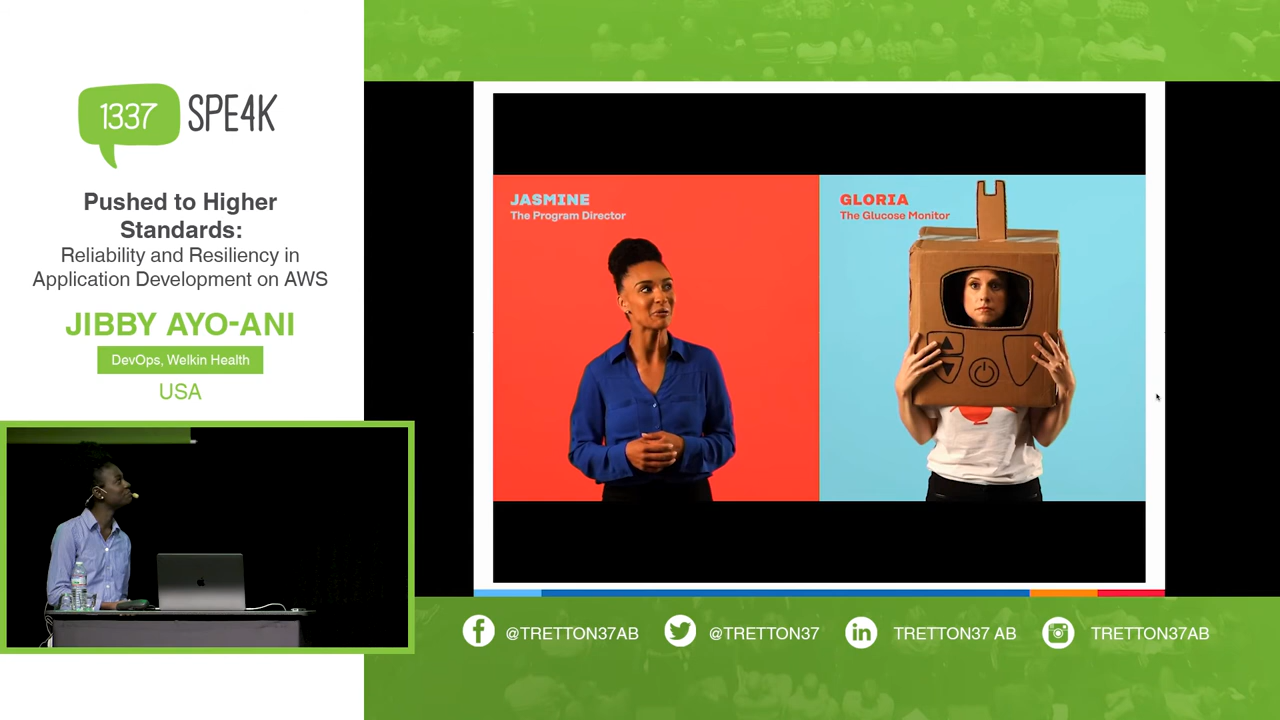 1337
SPE4K
Pushed to Higher
Standards:
Reliability and Resiliency in
Application Development on AWS
JIBBY AYO-ANI
DevOps, Welkin Health
USA
JASMINE
The Program Director
GLORIA
The Glucose Monitor
@TRETTON37AB
@TRETTON37
TRETTON37 AB
TRETTON37AB